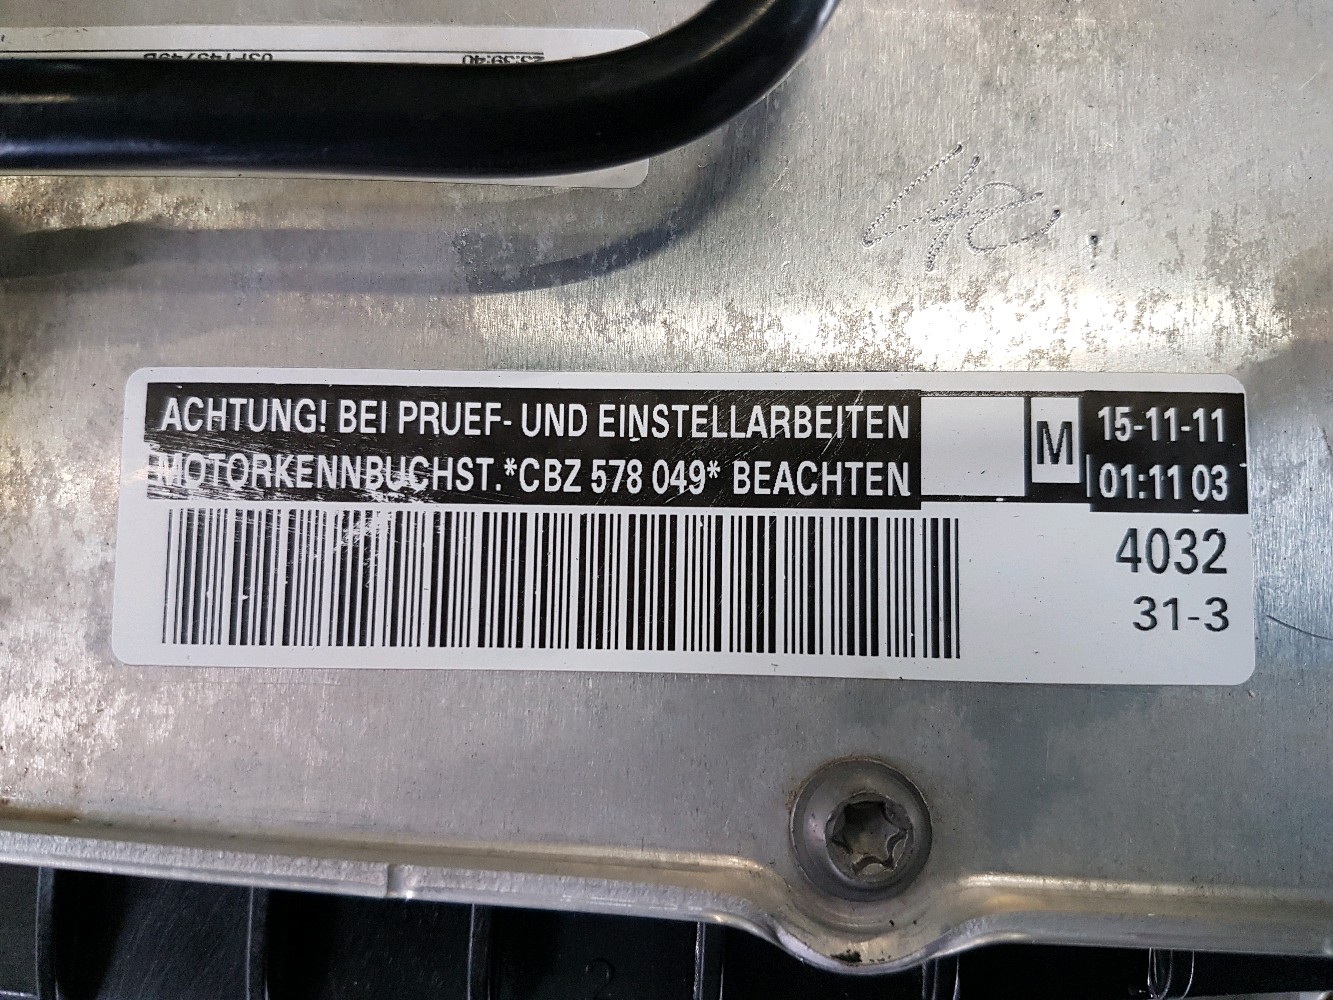 ACHTUNG! BEI PRUEF- UND EINSTELLARBEITEN
MOTORKENNBUCHST.*CBZ 578 049* BEACHTEN
M
15-11-11
01:11 03
4032
31-3